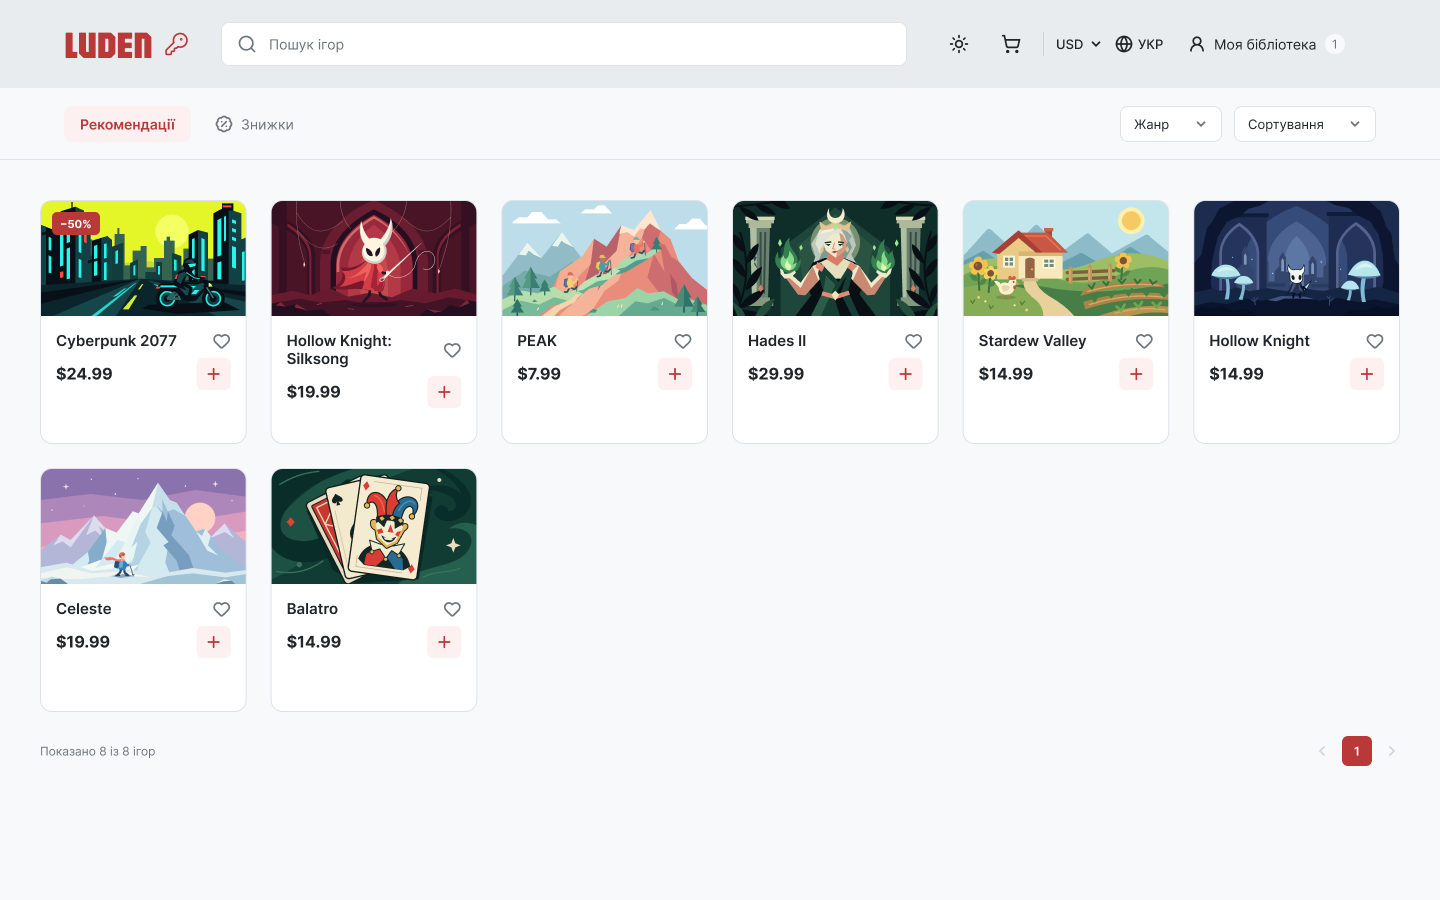 LUDEN
Пошук ігор
USD
УКР
Моя бібліотека 1
Рекомендації
Знижки
Жанр
Сортування
−50%
Cyberpunk 2077
$24.99
Hollow Knight:
Silksong
$19.99
PEAK
$7.99
Hades II
$29.99
Stardew Valley
$14.99
Hollow Knight
$14.99
Celeste
$19.99
Balatro
$14.99
Показано 8 із 8 ігор
1